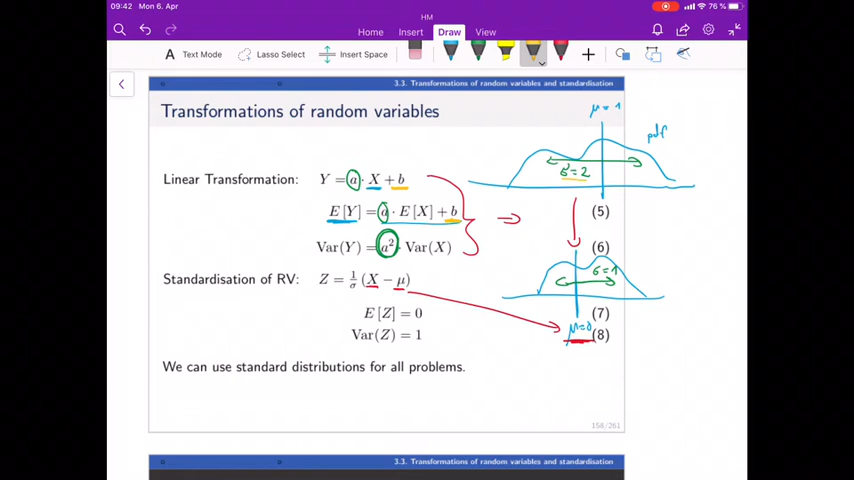 09:42 Mon 6. Apr
76 %
HM
Home Insert Draw View
Text Mode Lasso Select Insert Space
3.3. Transformations of random variables and standardisation
Transformations of random variables
μ = 1
pdf
σ = 2
Linear Transformation: Y = a · X + b
E [Y] = a · E [X] + b (5)
Var(Y) = a² · Var(X) (6)
⇒
σ = 1
Standardisation of RV: Z = 1/σ (X − μ)
E [Z] = 0 (7)
μ = 0
Var(Z) = 1 (8)
We can use standard distributions for all problems.
158/261
3.3. Transformations of random variables and standardisation